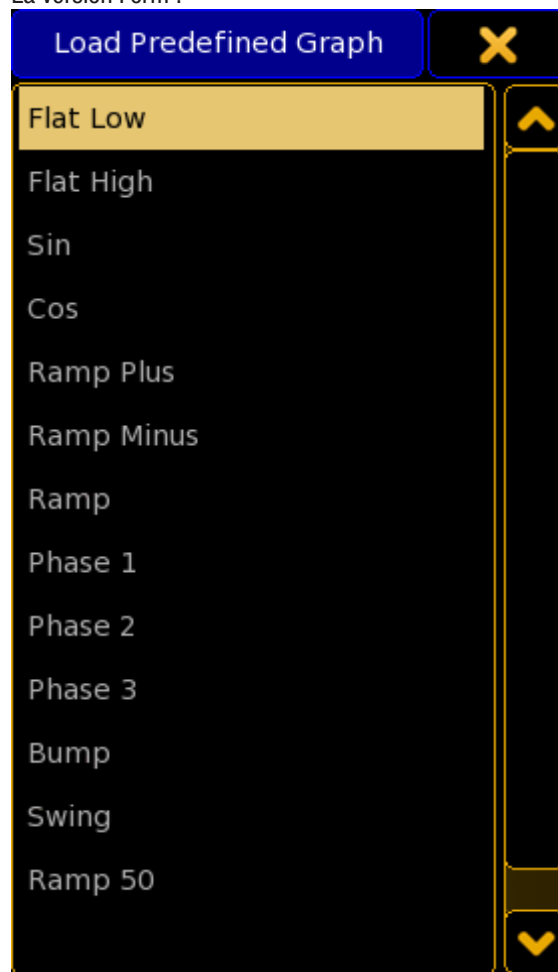 Load Predefined Graph
Flat Low
Flat High
Sin
Cos
Ramp Plus
Ramp Minus
Ramp
Phase 1
Phase 2
Phase 3
Bump
Swing
Ramp 50